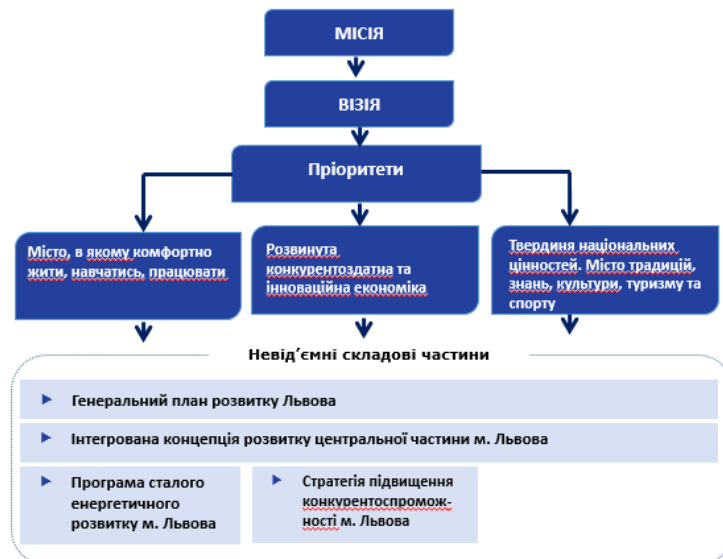 МІСІЯ
ВІЗІЯ
Пріоритети
Місто, в якому комфортно
жити, навчатись, працювати
Розвинута
конкурентоздатна та
інноваційна економіка
Твердиня національних
цінностей. Місто традицій,
знань, культури, туризму та
спорту
Невід’ємні складові частини
Генеральний план розвитку Львова
Інтегрована концепція розвитку центральної частини м. Львова
Програма сталого
енергетичного
розвитку м. Львова
Стратегія підвищення
конкурентоспромож-
ності м. Львова